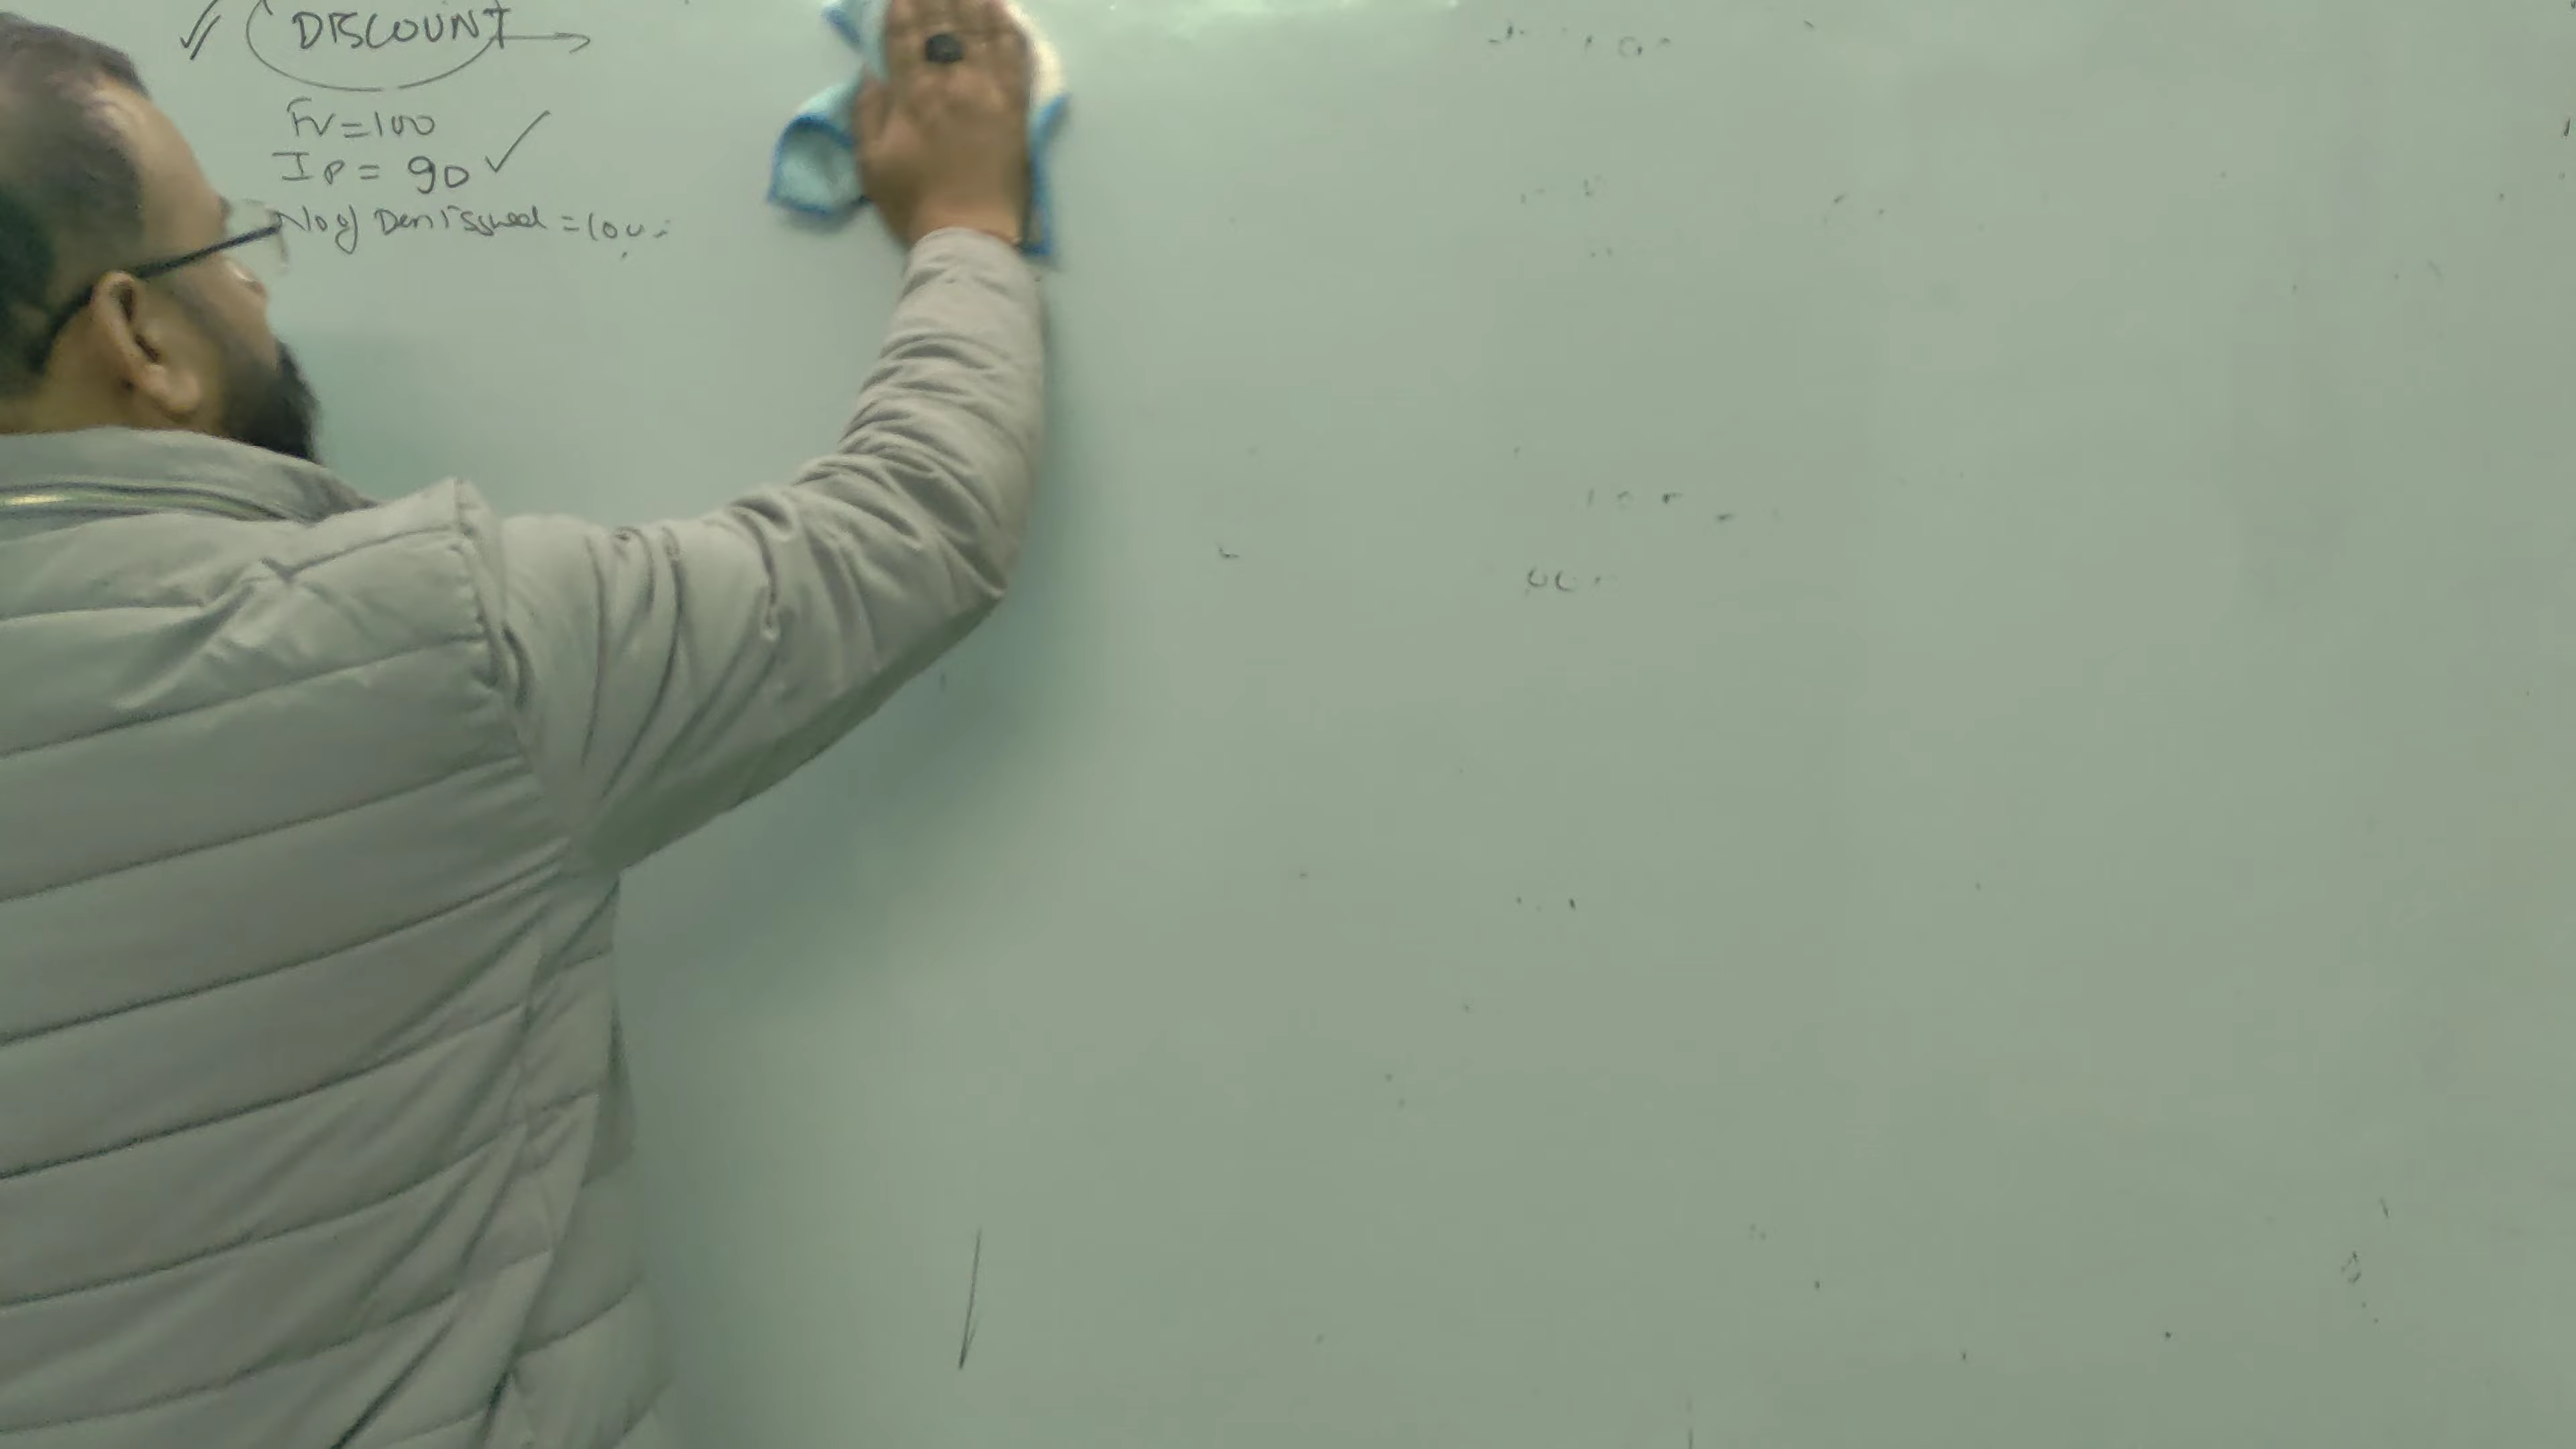 DISCOUNT
FV=100
IP= 90
No of Den Issued =100